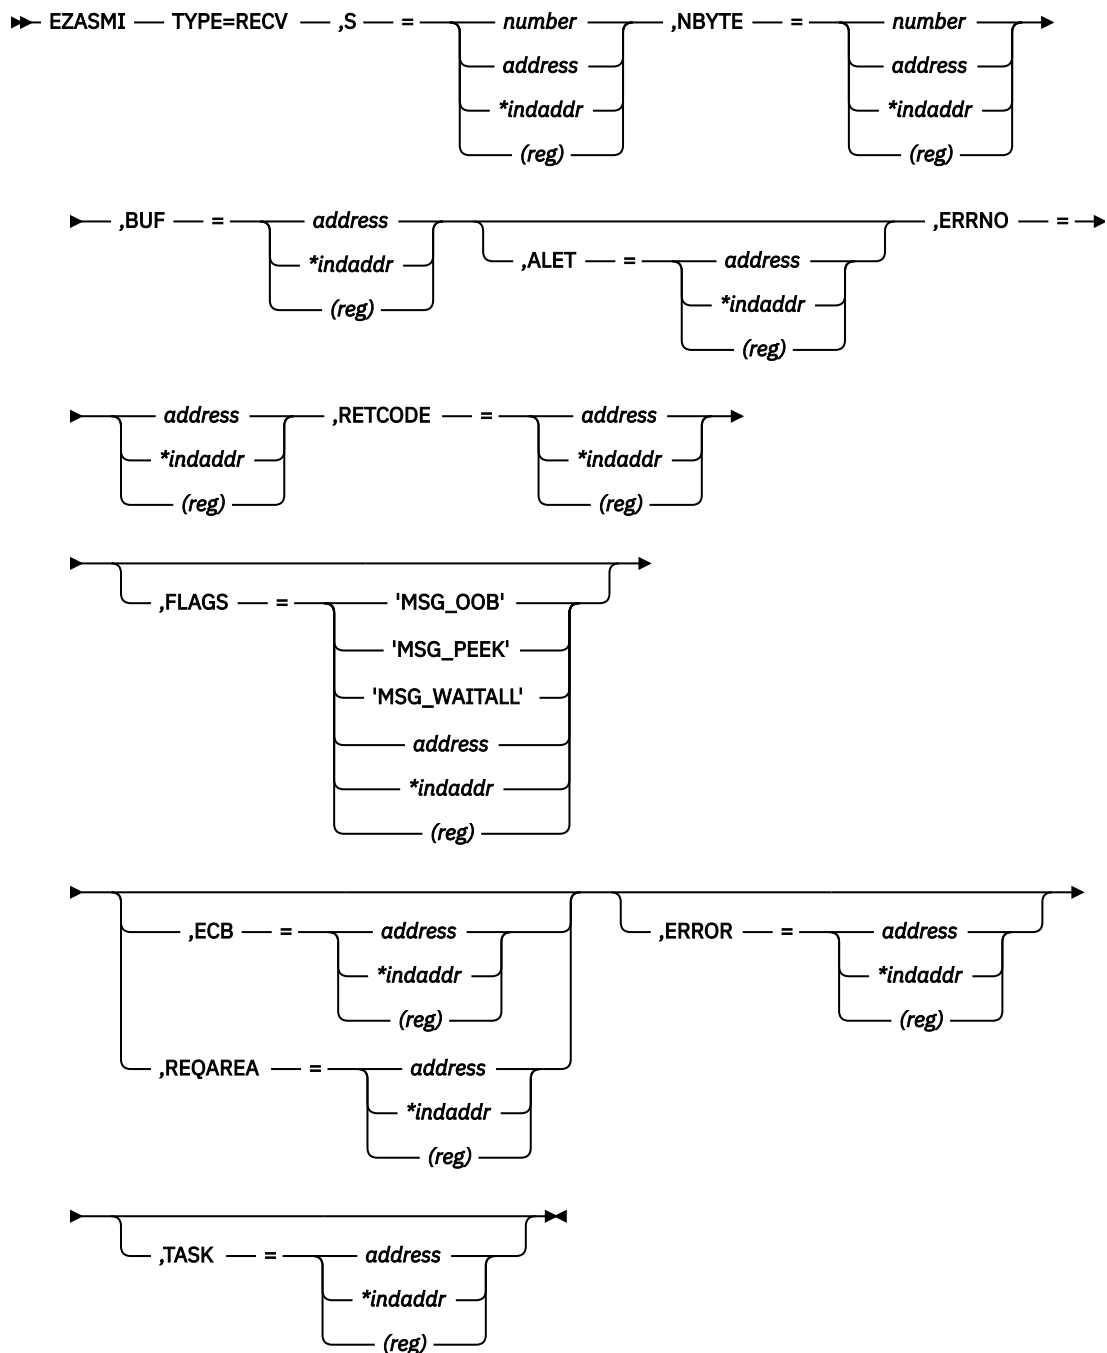 EZASMI TYPE=RECV ,S = number ,NBYTE = number
address address
*indaddr *indaddr
(reg) (reg)
,BUF = address ,ERRNO =
,ALET = address
*indaddr
*indaddr
(reg)
(reg)
address ,RETCODE = address
*indaddr *indaddr
(reg) (reg)
,FLAGS = 'MSG_OOB'
'MSG_PEEK'
'MSG_WAITALL'
address
*indaddr
(reg)
,ECB = address ,ERROR = address
*indaddr *indaddr
(reg) (reg)
,REQAREA = address
*indaddr
(reg)
,TASK = address
*indaddr
(reg)